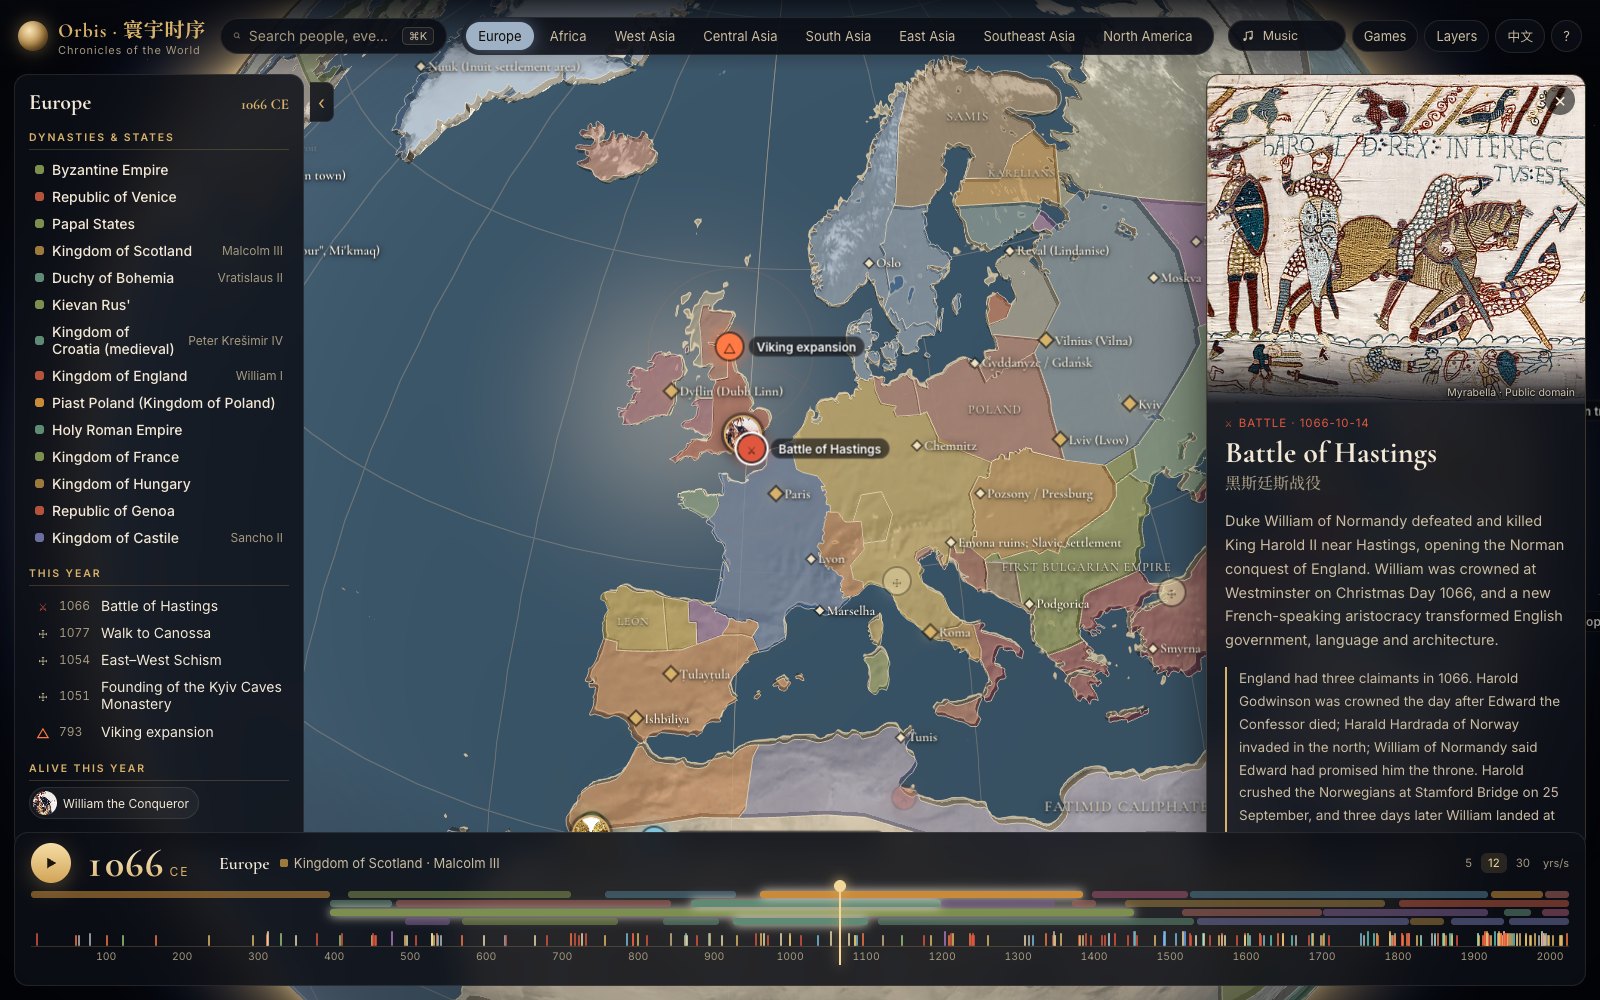 Orbis · 寰宇时序
Chronicles of the World
Search people, eve...
⌘K
Europe
Africa
West Asia
Central Asia
South Asia
East Asia
Southeast Asia
North America
Music
Games
Layers
中文
?
Europe
1066 CE
DYNASTIES & STATES
Byzantine Empire
Republic of Venice
Papal States
Kingdom of Scotland Malcolm III
Duchy of Bohemia Vratislaus II
Kievan Rus'
Kingdom of
Croatia (medieval) Peter Krešimir IV
Kingdom of England William I
Piast Poland (Kingdom of Poland)
Holy Roman Empire
Kingdom of France
Kingdom of Hungary
Republic of Genoa
Kingdom of Castile Sancho II
THIS YEAR
1066 Battle of Hastings
1077 Walk to Canossa
1054 East–West Schism
1051 Founding of the Kyiv Caves
Monastery
793 Viking expansion
ALIVE THIS YEAR
William the Conqueror
Nuuk (Inuit settlement area)
n town)
our", Mi'kmaq)
SAMIS
KARELIANS
Oslo
Reval (Lindanise)
Moskva
Viking expansion
Vilnius (Vilna)
Gyddanyzc / Gdańsk
Dyflin (Dubh Linn)
POLAND
Kyiv
Battle of Hastings
Chemnitz
Lviv (Lvov)
Paris
Pozsony / Pressburg
Emona ruins; Slavic settlement
Lyon
FIRST BULGARIAN EMPIRE
Marselha
Podgorica
LEON
Roma
Smyrna
Tulayṭula
Ishbiliya
Tunis
FATIMID CALIPHATE
HAROLD·REX·INTERFEC
TVS:EST
Myrabella · Public domain
BATTLE · 1066-10-14
Battle of Hastings
黑斯廷斯战役
Duke William of Normandy defeated and killed
King Harold II near Hastings, opening the Norman
conquest of England. William was crowned at
Westminster on Christmas Day 1066, and a new
French-speaking aristocracy transformed English
government, language and architecture.
England had three claimants in 1066. Harold
Godwinson was crowned the day after Edward the
Confessor died; Harald Hardrada of Norway
invaded in the north; William of Normandy said
Edward had promised him the throne. Harold
crushed the Norwegians at Stamford Bridge on 25
September, and three days later William landed at
1066 CE
Europe Kingdom of Scotland · Malcolm III
5 12 30 yrs/s
100 200 300 400 500 600 700 800 900 1000 1100 1200 1300 1400 1500 1600 1700 1800 1900 2000